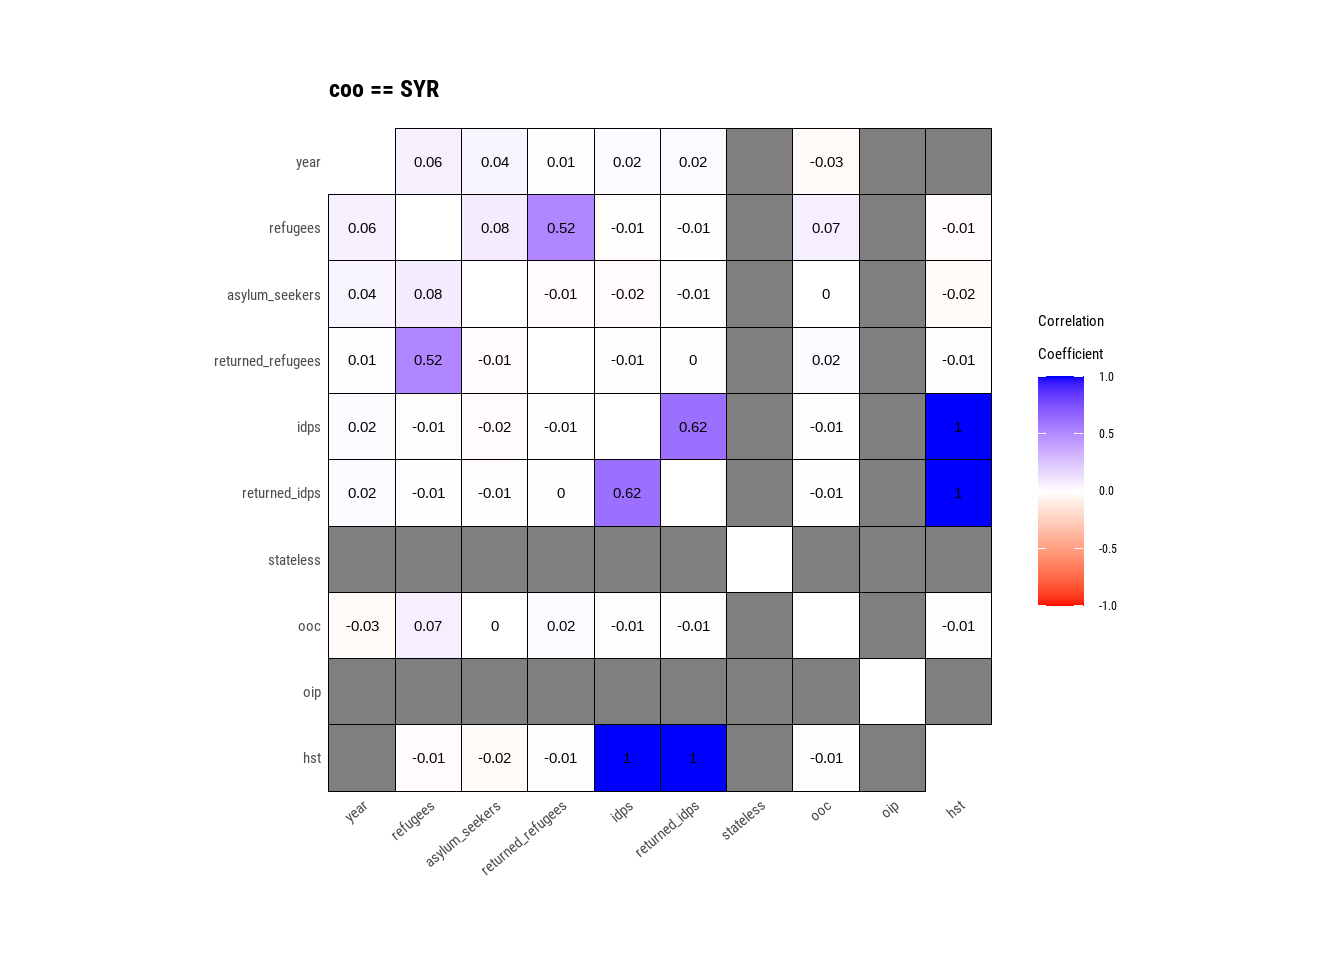 coo == SYR
year 0.06 0.04 0.01 0.02 0.02 -0.03
refugees 0.06 0.08 0.52 -0.01 -0.01 0.07 -0.01
asylum_seekers 0.04 0.08 -0.01 -0.02 -0.01 0 -0.02
returned_refugees 0.01 0.52 -0.01 -0.01 0 0.02 -0.01
idps 0.02 -0.01 -0.02 -0.01 0.62 -0.01 1
returned_idps 0.02 -0.01 -0.01 0 0.62 -0.01 1
stateless
ooc -0.03 0.07 0 0.02 -0.01 -0.01 -0.01
oip
hst -0.01 -0.02 -0.01 1 1 -0.01
year refugees asylum_seekers returned_refugees idps returned_idps stateless ooc oip hst
Correlation
Coefficient
1.0
0.5
0.0
-0.5
-1.0